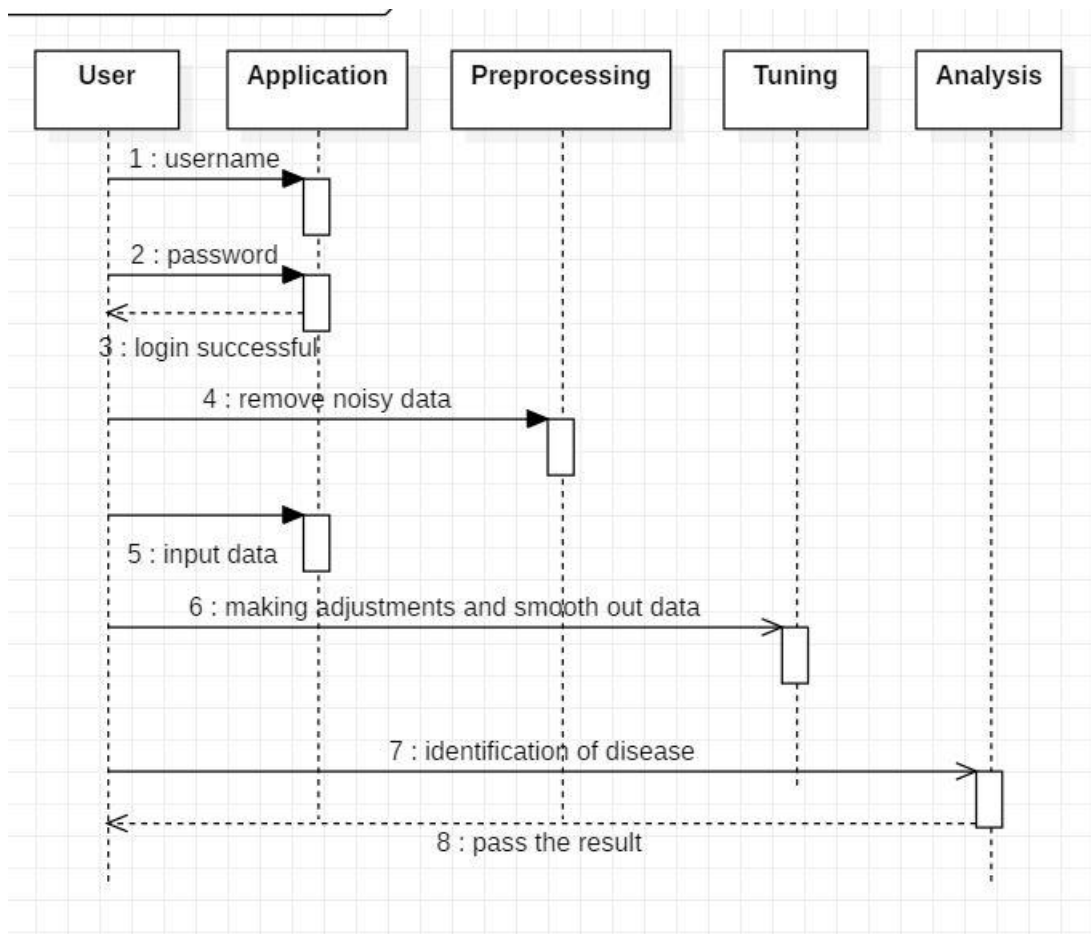 User
Application
Preprocessing
Tuning
Analysis
1 : username
2 : password
3 : login successful
4 : remove noisy data
5 : input data
6 : making adjustments and smooth out data
7 : identification of disease
8 : pass the result